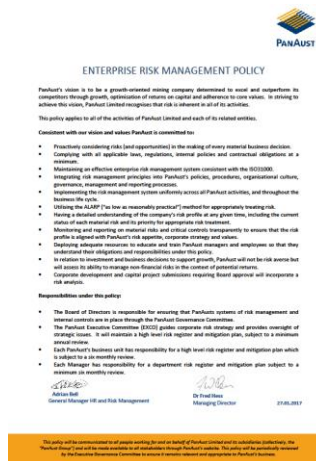 PANAUST
ENTERPRISE RISK MANAGEMENT POLICY
PanAust's vision is to be a growth-oriented mining company determined to excel and outperform its
competitors through growth, optimization of returns on capital and adherence to core values. In striving to
achieve this vision, PanAust Limited recognises that risk is inherent in all of its activities.
This policy applies to all of the activities of PanAust Limited and each of its related entities.
Consistent with our vision and values PanAust is committed to:
• Proactively considering risks (and opportunities) in the making of every material business decision.
• Complying with all applicable laws, regulations, internal policies and contractual obligations at a
minimum.
• Maintaining an effective enterprise risk management system consistent with the ISO31000.
• Integrating risk management principles into PanAust's policies, procedures, organisational culture,
governance, management and reporting processes.
• Implementing the risk management system uniformly across all PanAust activities, and throughout the
business life cycle.
• Utilising the ALARP ("as low as reasonably practical") method for appropriately treating risk.
• Having a detailed understanding of the company's risk profile at any given time, including the current
status of each material risk and its priority for appropriate risk treatment.
• Monitoring and reporting on material risks and critical controls transparently to ensure that the risk
profile is aligned with PanAust's risk appetite, corporate strategy and values.
• Deploying adequate resources to educate and train PanAust managers and employees so that they
understand their obligations and responsibilities under this policy.
• In relation to investment and business decisions to support growth, PanAust will not be risk averse but
will assess its ability to manage non-financial risks in the context of potential returns.
• Corporate development and capital project submissions requiring Board approval will incorporate a
risk analysis.
Responsibilities under this policy:
• The Board of Directors is responsible for ensuring that PanAusts systems of risk management and
internal controls are in place through the PanAust Governance Committee.
• The PanAust Executive Committee (EXCO) guides corporate risk strategy and provides oversight of
strategic issues. It will maintain a high level risk register and mitigation plan, subject to a minimum
annual review.
• Each PanAust's business unit has responsibility for a high level risk register and mitigation plan which
is subject to a six monthly review.
• Each Manager has responsibility for a department risk register and mitigation plan subject to a
minimum six monthly review.
Adrian Bell
General Manager HR and Risk Management
Dr Fred Hess
Managing Director
27.01.2017
This policy will be communicated to all people working for and on behalf of PanAust Limited and its subsidiaries (collectively, the
"PanAust Group") and will be made available to all stakeholders through PanAust's website. This policy will be periodically reviewed
by the Executive Governance Committee to ensure it remains relevant and appropriate to PanAust's business.